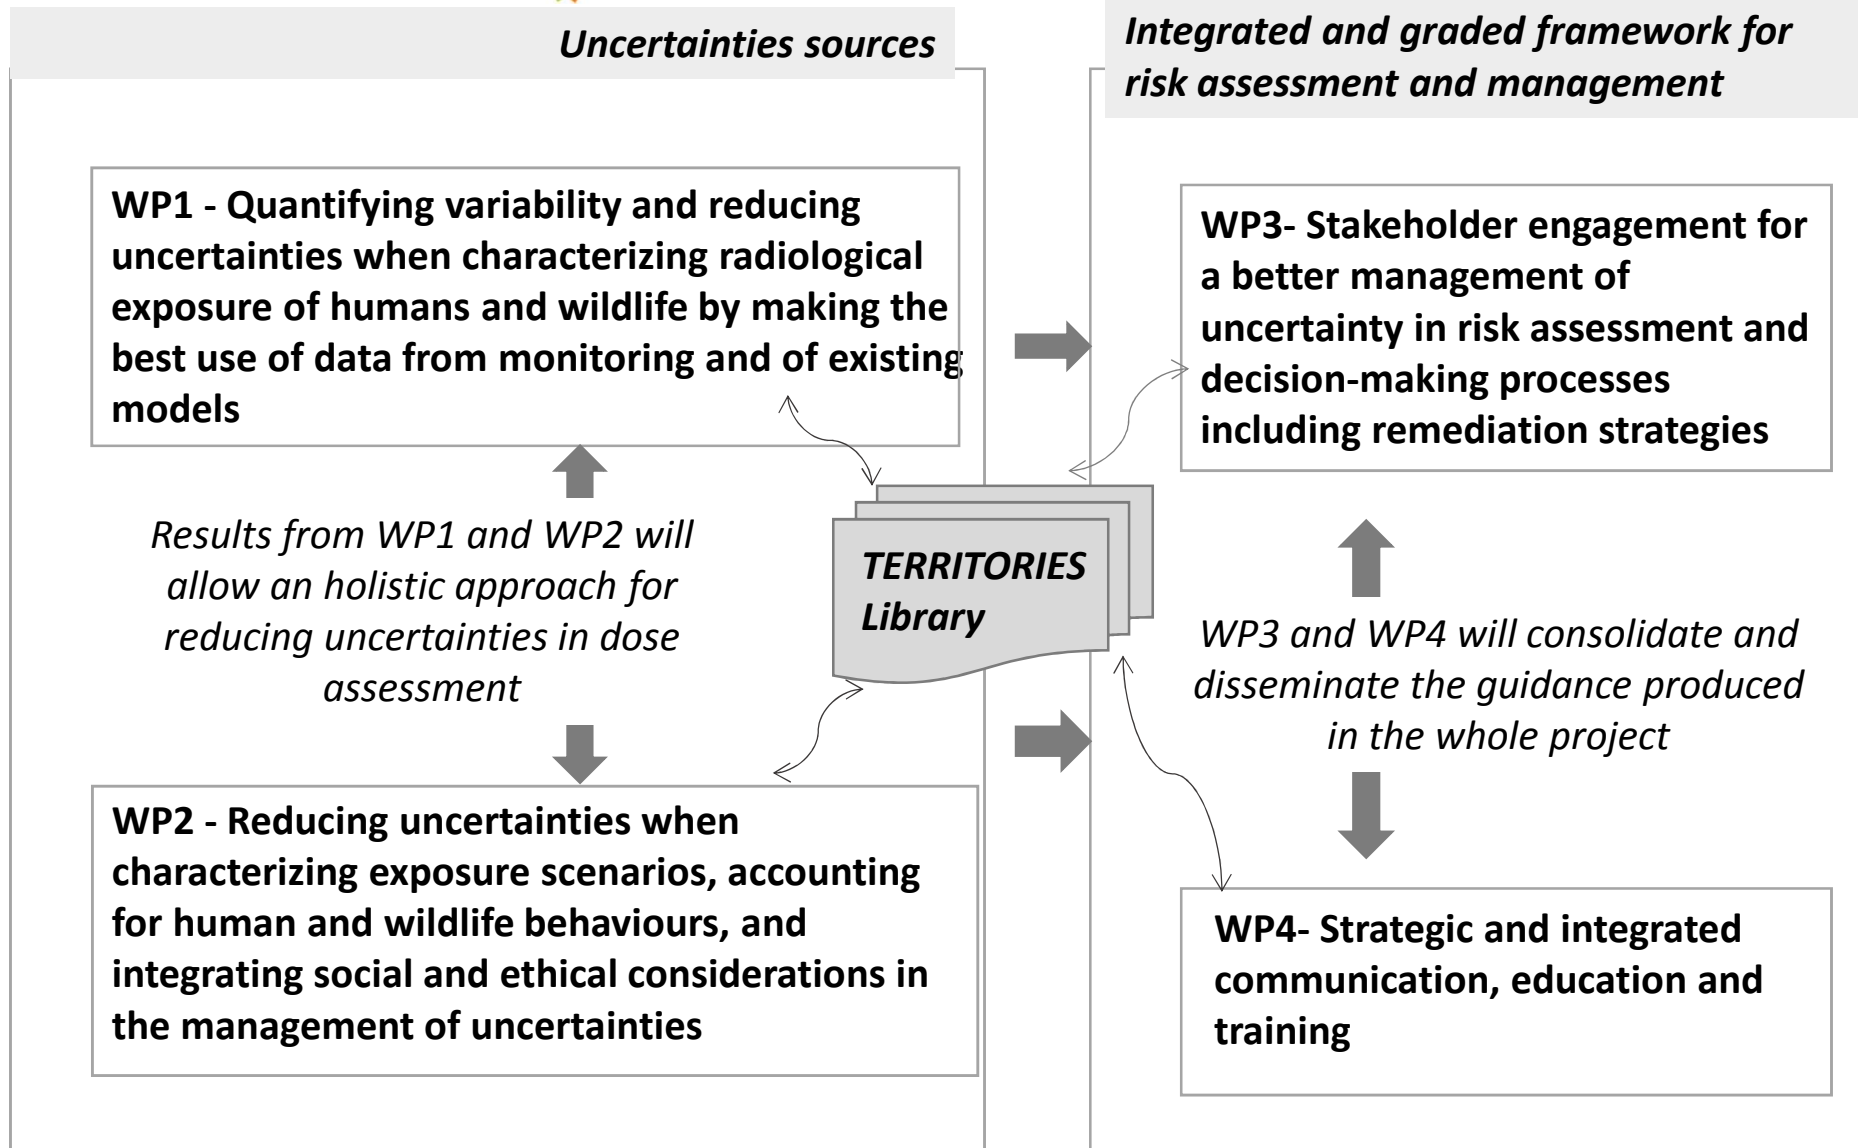 Uncertainties sources
Integrated and graded framework for
risk assessment and management
WP1 - Quantifying variability and reducing
uncertainties when characterizing radiological
exposure of humans and wildlife by making the
best use of data from monitoring and of existing
models
Results from WP1 and WP2 will
allow an holistic approach for
reducing uncertainties in dose
assessment
WP2 - Reducing uncertainties when
characterizing exposure scenarios, accounting
for human and wildlife behaviours, and
integrating social and ethical considerations in
the management of uncertainties
TERRITORIES
Library
WP3- Stakeholder engagement for
a better management of
uncertainty in risk assessment and
decision-making processes
including remediation strategies
WP3 and WP4 will consolidate and
disseminate the guidance produced
in the whole project
WP4- Strategic and integrated
communication, education and
training